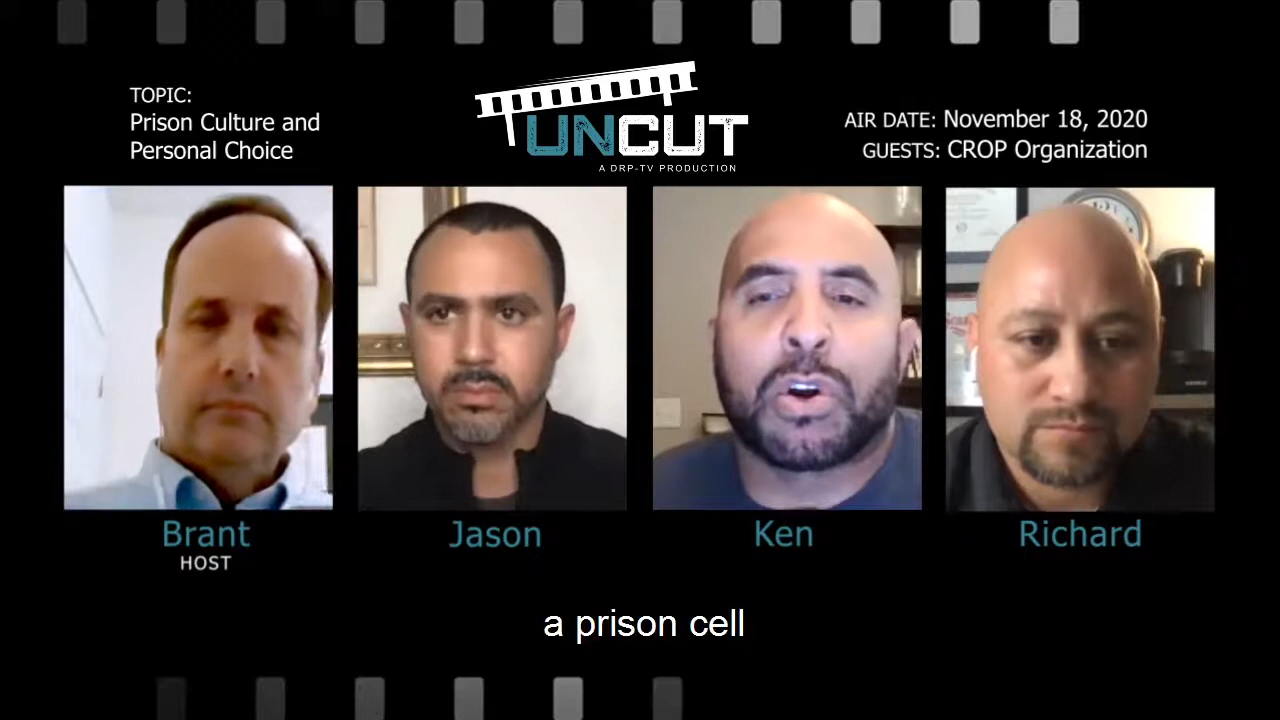 TOPIC:
Prison Culture and
Personal Choice
UNCUT
A DRP-TV PRODUCTION
AIR DATE: November 18, 2020
GUESTS: CROP Organization
Brant
HOST
Jason
Ken
Richard
a prison cell